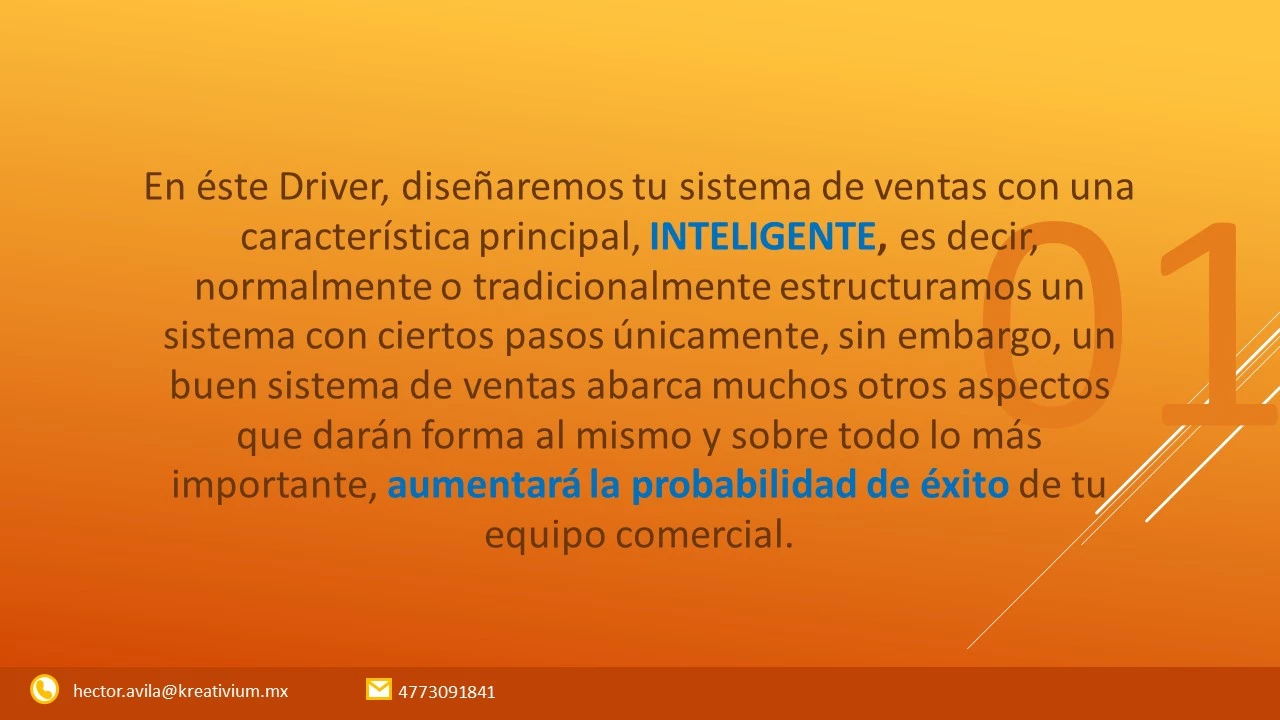 En éste Driver, diseñaremos tu sistema de ventas con una
característica principal, INTELIGENTE, es decir,
normalmente o tradicionalmente estructuramos un
sistema con ciertos pasos únicamente, sin embargo, un
buen sistema de ventas abarca muchos otros aspectos
que darán forma al mismo y sobre todo lo más
importante, aumentará la probabilidad de éxito de tu
equipo comercial.
01
hector.avila@kreativium.mx
4773091841